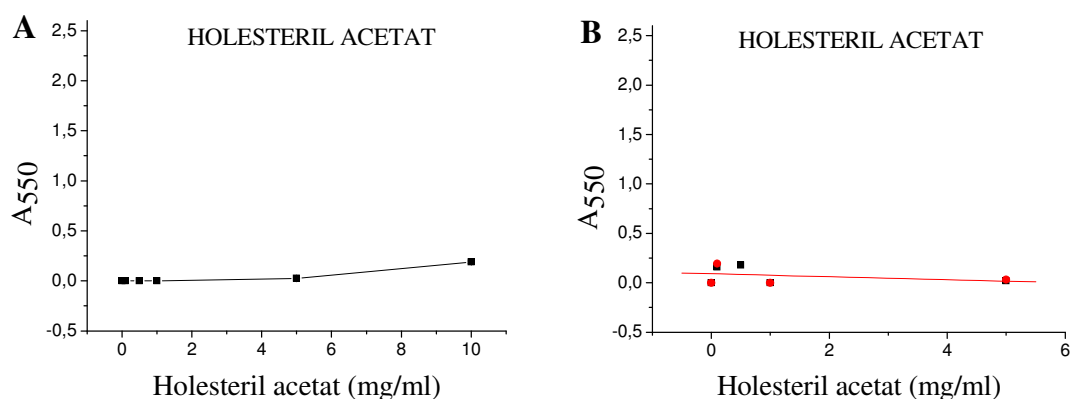 A
HOLESTERIL ACETAT
2,5
2,0
1,5
1,0
0,5
0,0
-0,5
A550
0 2 4 6 8 10
Holesteril acetat (mg/ml)
B
HOLESTERIL ACETAT
2,5
2,0
1,5
1,0
0,5
0,0
-0,5
A550
0 2 4 6
Holesteril acetat (mg/ml)